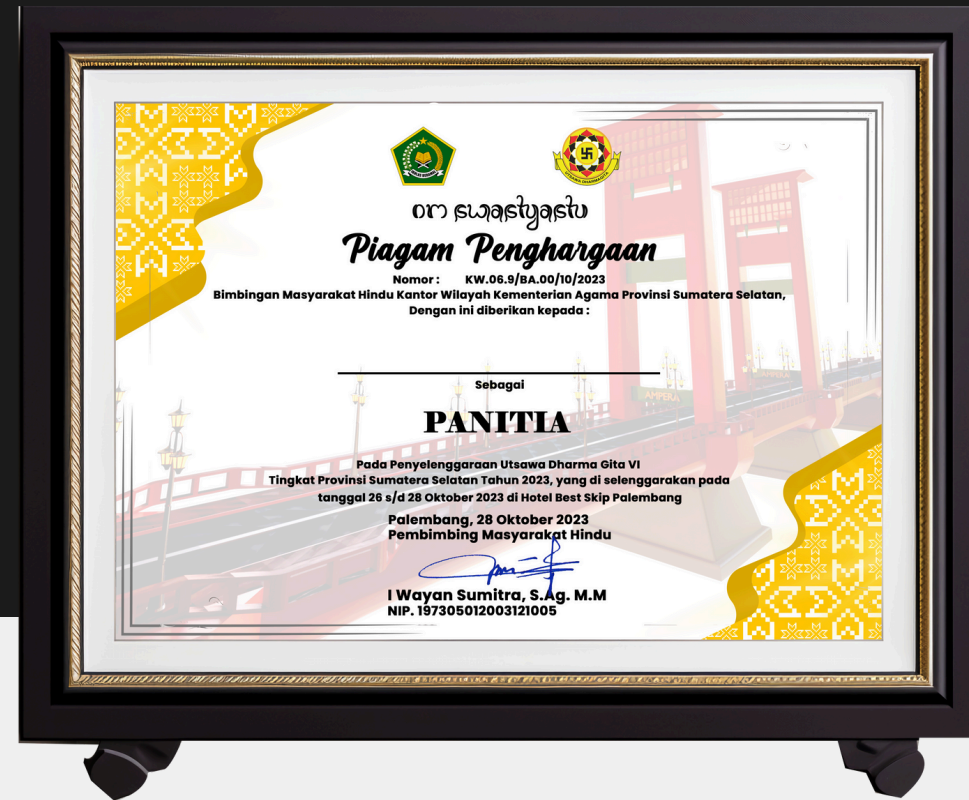 om swastyastu
Piagam Penghargaan
Nomor : KW.06.9/BA.00/10/2023
Bimbingan Masyarakat Hindu Kantor Wilayah Kementerian Agama Provinsi Sumatera Selatan,
Dengan ini diberikan kepada :
Sebagai
PANITIA
AMPERA
Pada Penyelenggaraan Utsawa Dharma Gita VI
Tingkat Provinsi Sumatera Selatan Tahun 2023, yang di selenggarakan pada
tanggal 26 s/d 28 Oktober 2023 di Hotel Best Skip Palembang
Palembang, 28 Oktober 2023
Pembimbing Masyarakat Hindu
I Wayan Sumitra, S.Ag. M.M
NIP. 197305012003121005